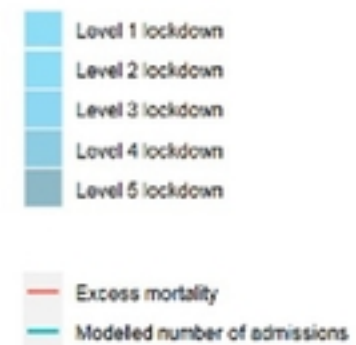 Level 1 lockdown
Level 2 lockdown
Level 3 lockdown
Level 4 lockdown
Level 5 lockdown
Excess mortality
Modelled number of admissions